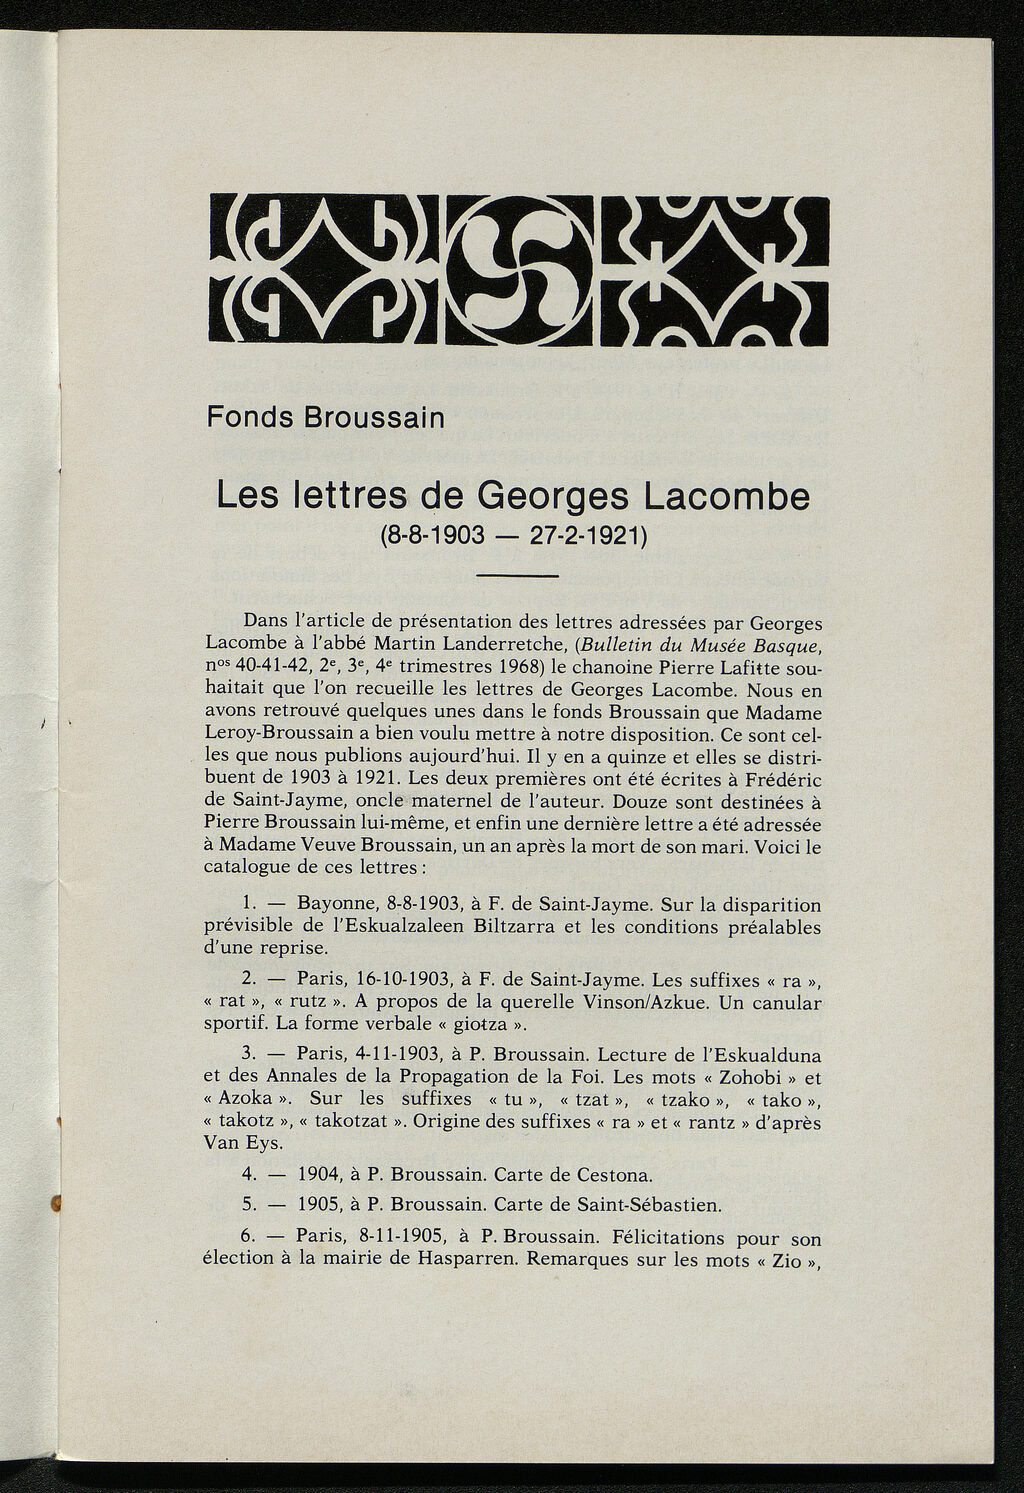 Fonds Broussain
Les lettres de Georges Lacombe
(8-8-1903 — 27-2-1921)
Dans l'article de présentation des lettres adressées par Georges
Lacombe à l'abbé Martin Landerretche, (Bulletin du Musée Basque,
nos 40-41-42, 2e, 3e, 4e trimestres 1968) le chanoine Pierre Lafitte sou-
haitait que l'on recueille les lettres de Georges Lacombe. Nous en
avons retrouvé quelques unes dans le fonds Broussain que Madame
Leroy-Broussain a bien voulu mettre à notre disposition. Ce sont cel-
les que nous publions aujourd'hui. Il y en a quinze et elles se distri-
buent de 1903 à 1921. Les deux premières ont été écrites à Frédéric
de Saint-Jayme, oncle maternel de l'auteur. Douze sont destinées à
Pierre Broussain lui-même, et enfin une dernière lettre a été adressée
à Madame Veuve Broussain, un an après la mort de son mari. Voici le
catalogue de ces lettres :
1. — Bayonne, 8-8-1903, à F. de Saint-Jayme. Sur la disparition
prévisible de l'Eskualzaleen Biltzarra et les conditions préalables
d'une reprise.
2. — Paris, 16-10-1903, à F. de Saint-Jayme. Les suffixes « ra »,
« rat », « rutz ». A propos de la querelle Vinson/Azkue. Un canular
sportif. La forme verbale « giotza ».
3. — Paris, 4-11-1903, à P. Broussain. Lecture de l'Eskualduna
et des Annales de la Propagation de la Foi. Les mots « Zohobi » et
« Azoka ». Sur les suffixes « tu », « tzat », « tzako », « tako »,
« takotz », « takotzat ». Origine des suffixes « ra » et « rantz » d'après
Van Eys.
4. — 1904, à P. Broussain. Carte de Cestona.
5. — 1905, à P. Broussain. Carte de Saint-Sébastien.
6. — Paris, 8-11-1905, à P. Broussain. Félicitations pour son
élection à la mairie de Hasparren. Remarques sur les mots « Zio »,